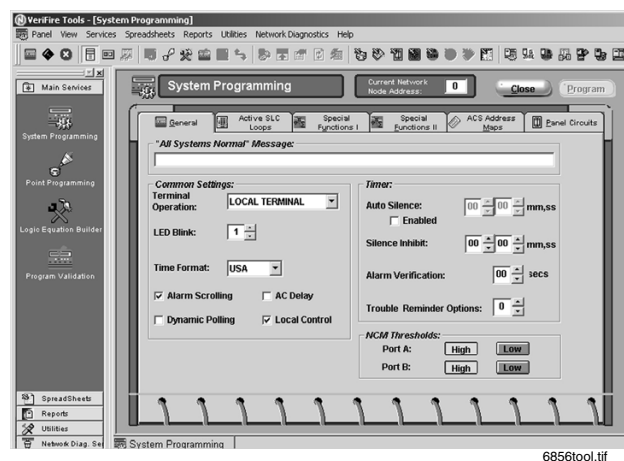 VeriFire Tools - [System Programming]
Panel View Services Spreadsheets Reports Utilities Network Diagnostics Help
Main Services
System Programming
Point Programming
Logic Equation Builder
Program Validation
SpreadSheets
Reports
Utilities
Network Diag. Se
System Programming
Current Network
Node Address: 0
Close
Program
General
Active SLC
Loops
Special
Functions I
Special
Functions II
ACS Address
Maps
Panel Circuits
"All Systems Normal" Message:
Common Settings:
Terminal
Operation: LOCAL TERMINAL
LED Blink: 1
Time Format: USA
Alarm Scrolling AC Delay
Dynamic Polling Local Control
Timer:
Auto Silence: 00 00 mm,ss
Enabled
Silence Inhibit: 00 00 mm,ss
Alarm Verification: 00 secs
Trouble Reminder Options: 0
NCM Thresholds:
Port A: High Low
Port B: High Low
System Programming
6856tool.tif